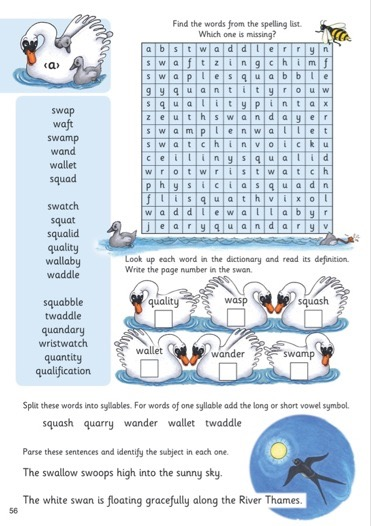 ‹a›
Find the words from the spelling list.
Which one is missing?
a b s t w a d d l e r r y n
s w a f t z i n g c h i m f
s w a p l e s q u a b b l e
g y q u a n t i t y r o u w
s q u a l i t y p i n t a x
z e u t h s w a n d a y e r
s w a m p l e n w a l l e t
s w a t c h i n v o i c k u
c e i l i n y s q u a l i d
w r o t w r i s t w a t c h
p h y s i c i a s q u a d n
f l i s q u a t h v i x o l
w a d d l e w a l l a b y r
j e a r y q u a n d a r y v
swap
waft
swamp
wand
wallet
squad
swatch
squat
squalid
quality
wallaby
waddle
squabble
twaddle
quandary
wristwatch
quantity
qualification
Look up each word in the dictionary and read its definition.
Write the page number in the swan.
quality wasp squash
wallet wander swamp
Split these words into syllables. For words of one syllable add the long or short vowel symbol.
squash quarry wander wallet twaddle
Parse these sentences and identify the subject in each one.
The swallow swoops high into the sunny sky.
The white swan is floating gracefully along the River Thames.
56